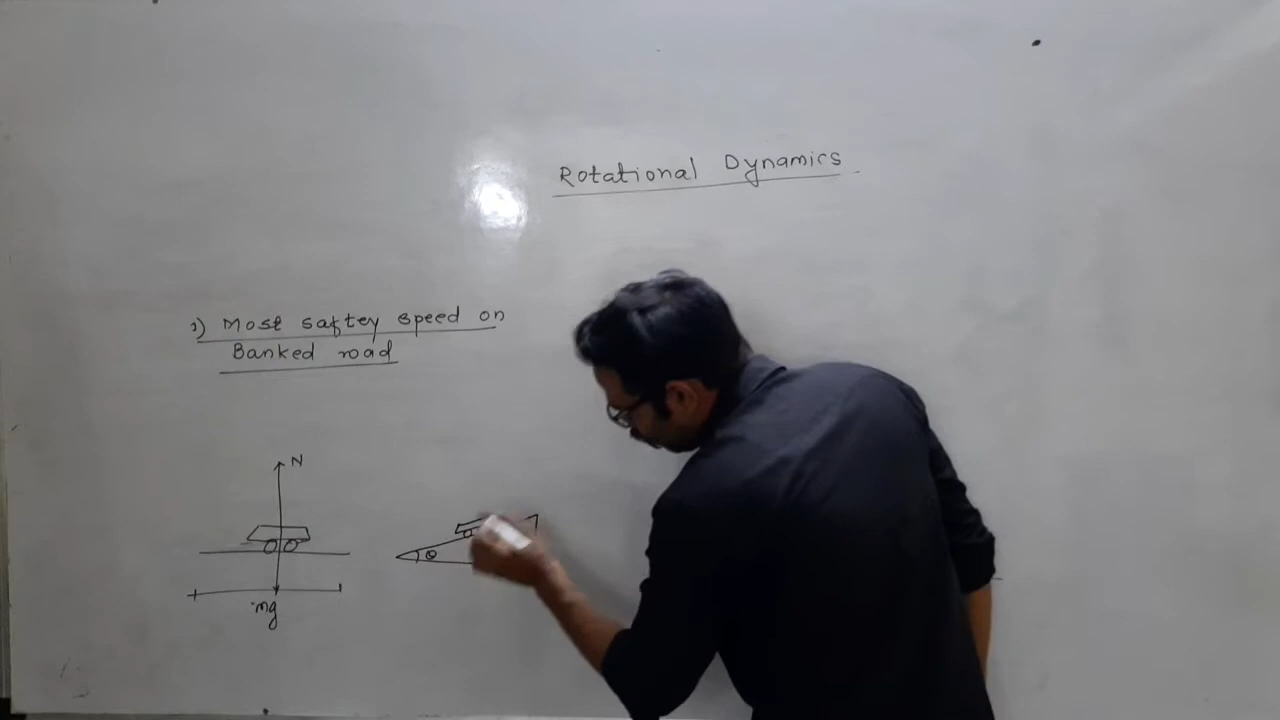 Rotational Dynamics
1) Most saftey speed on
Banked road
N
mg
θ